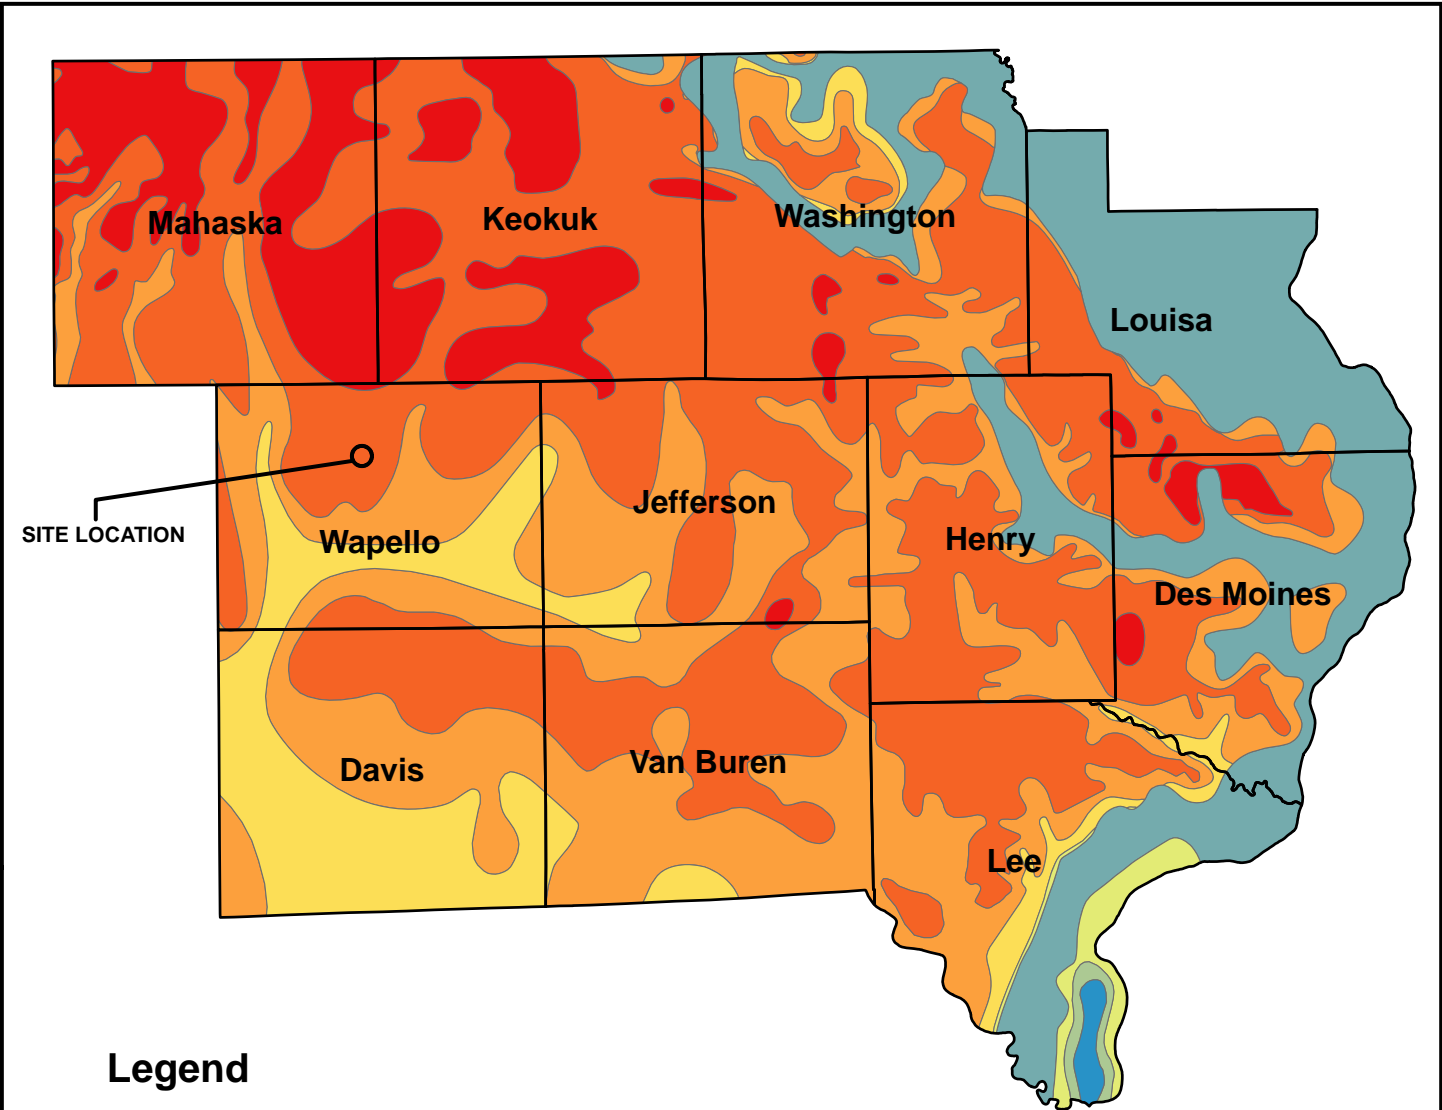 Mahaska
Keokuk
Washington
Louisa
SITE LOCATION
Wapello
Jefferson
Henry
Des Moines
Davis
Van Buren
Lee
Legend